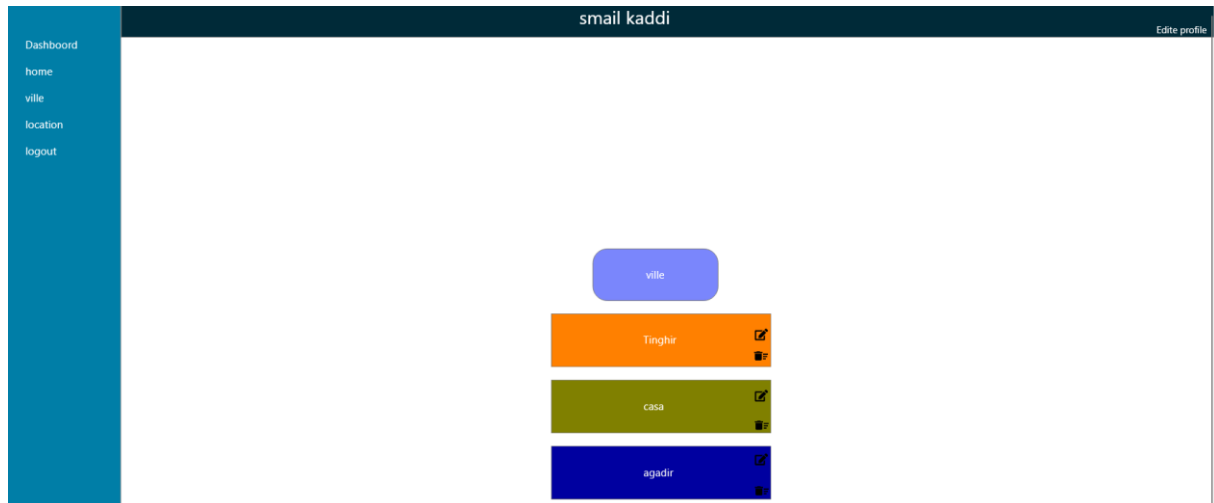 smail kaddi
Edite profile
Dashboord
home
ville
location
logout
ville
Tinghir
casa
agadir